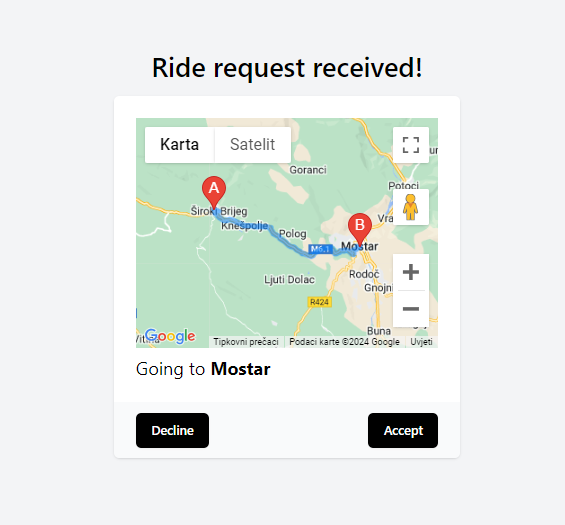 Ride request received!
Karta Satelit
Goranci
Potoci
A
Široki Brijeg
Knešpolje
B
Polog
M6.1
Mostar
Rodoč
Ljuti Dolac
Gnojni
R424
Buna
Google
Tipkovni prečaci Podaci karte ©2024 Google Uvjeti
Going to Mostar
Decline Accept